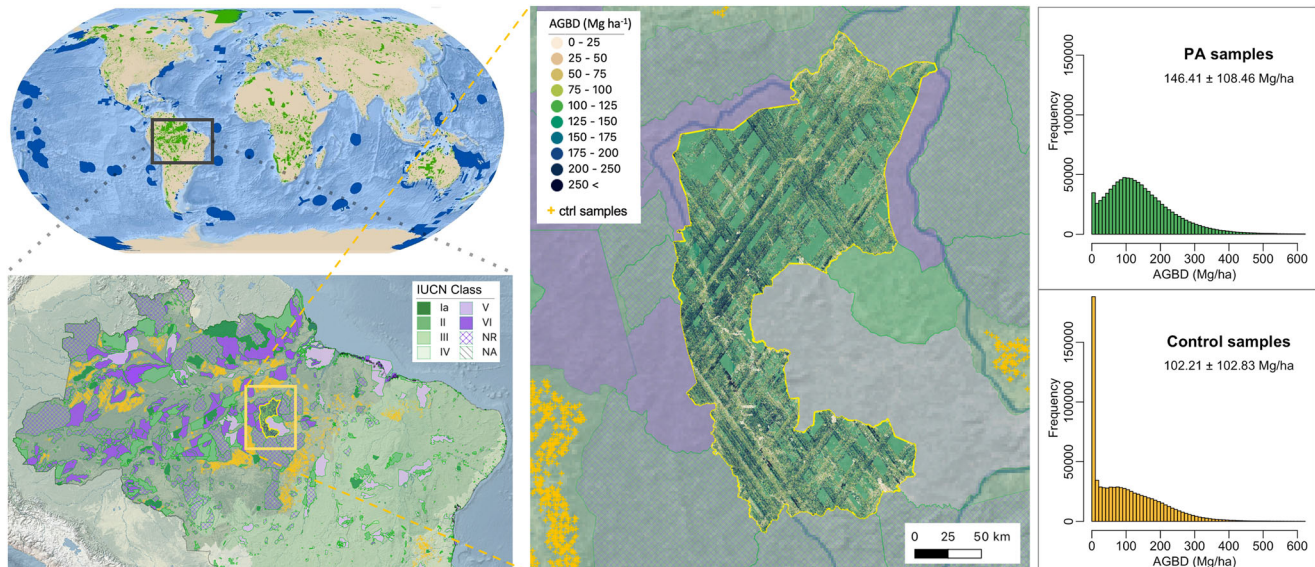 IUCN Class
Ia
II
III
IV
V
VI
NR
NA
AGBD (Mg ha⁻¹)
0 - 25
25 - 50
50 - 75
75 - 100
100 - 125
125 - 150
150 - 175
175 - 200
200 - 250
250 <
+ ctrl samples
0 25 50 km
PA samples
146.41 ± 108.46 Mg/ha
Frequency
0 50000 100000 150000
0 100 200 300 400 500 600
AGBD (Mg/ha)
Control samples
102.21 ± 102.83 Mg/ha
Frequency
0 50000 100000 150000
0 100 200 300 400 500 600
AGBD (Mg/ha)